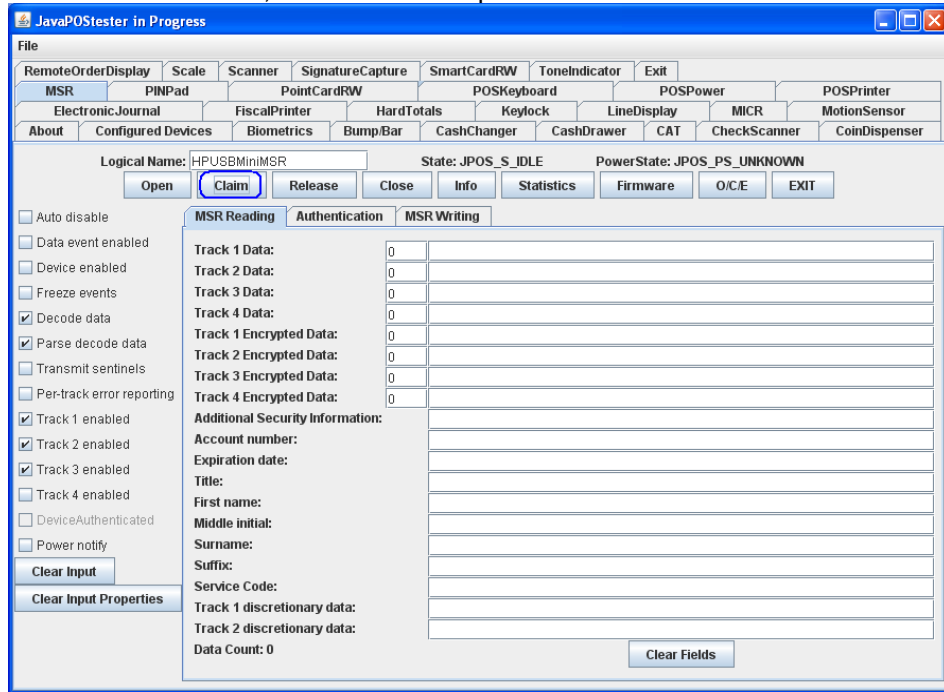 JavaPOStester in Progress
File
RemoteOrderDisplay Scale Scanner SignatureCapture SmartCardRW ToneIndicator Exit
MSR PINPad PointCardRW POSKeyboard POSPower POSPrinter
ElectronicJournal FiscalPrinter HardTotals Keylock LineDisplay MICR MotionSensor
About Configured Devices Biometrics Bump/Bar CashChanger CashDrawer CAT CheckScanner CoinDispenser
Logical Name: HPUSBMiniMSR State: JPOS_S_IDLE PowerState: JPOS_PS_UNKNOWN
Open Claim Release Close Info Statistics Firmware O/C/E EXIT
Auto disable
Data event enabled
Device enabled
Freeze events
Decode data
Parse decode data
Transmit sentinels
Per-track error reporting
Track 1 enabled
Track 2 enabled
Track 3 enabled
Track 4 enabled
DeviceAuthenticated
Power notify
Clear Input
Clear Input Properties
MSR Reading Authentication MSR Writing
Track 1 Data: 0
Track 2 Data: 0
Track 3 Data: 0
Track 4 Data: 0
Track 1 Encrypted Data: 0
Track 2 Encrypted Data: 0
Track 3 Encrypted Data: 0
Track 4 Encrypted Data: 0
Additional Security Information:
Account number:
Expiration date:
Title:
First name:
Middle initial:
Surname:
Suffix:
Service Code:
Track 1 discretionary data:
Track 2 discretionary data:
Data Count: 0
Clear Fields